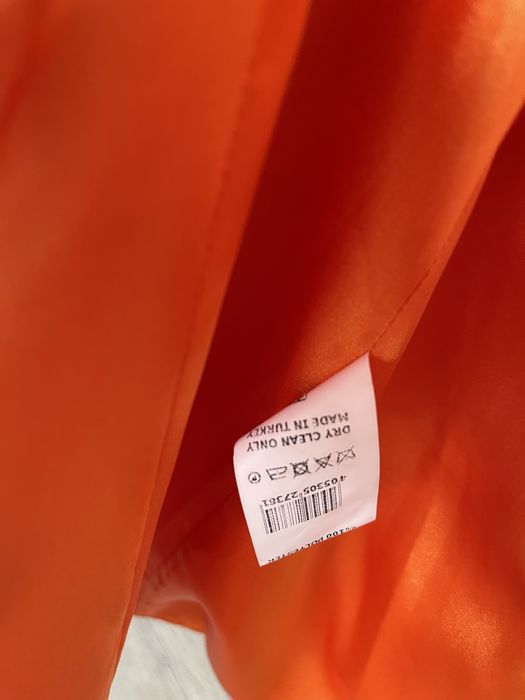 %100 POLYESTER
405305 27361
DRY CLEAN ONLY
MADE IN TURKEY